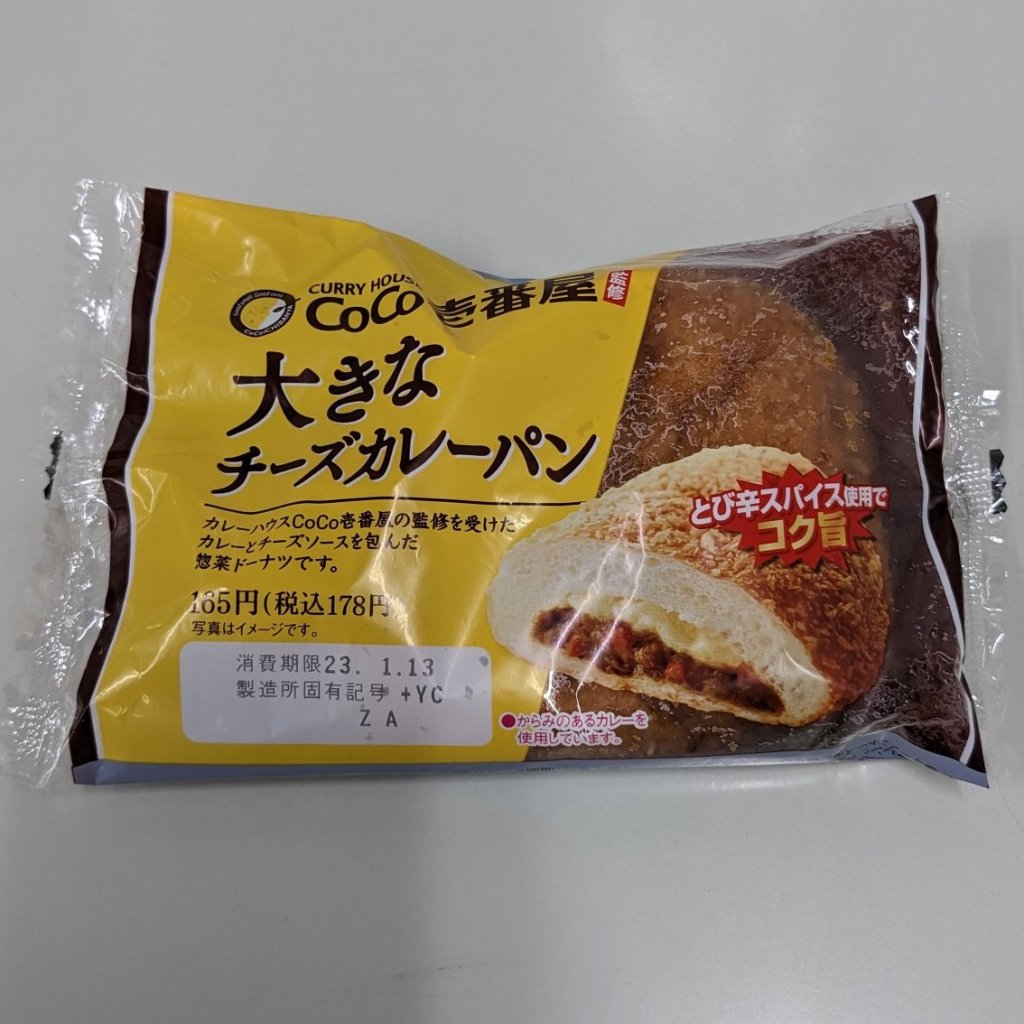 CURRY HOUSE
CoCo壱番屋 監修
Good smell, Good curry
CoCoICHIBANYA
大きな
チーズカレーパン
カレーハウスCoCo壱番屋の監修を受けた
カレーとチーズソースを包んだ
惣菜ドーナツです。
165円(税込178円)
写真はイメージです。
消費期限23. 1.13
製造所固有記号 +YC
ZA
とび辛スパイス使用で
コク旨
●からみのあるカレーを
使用しています。